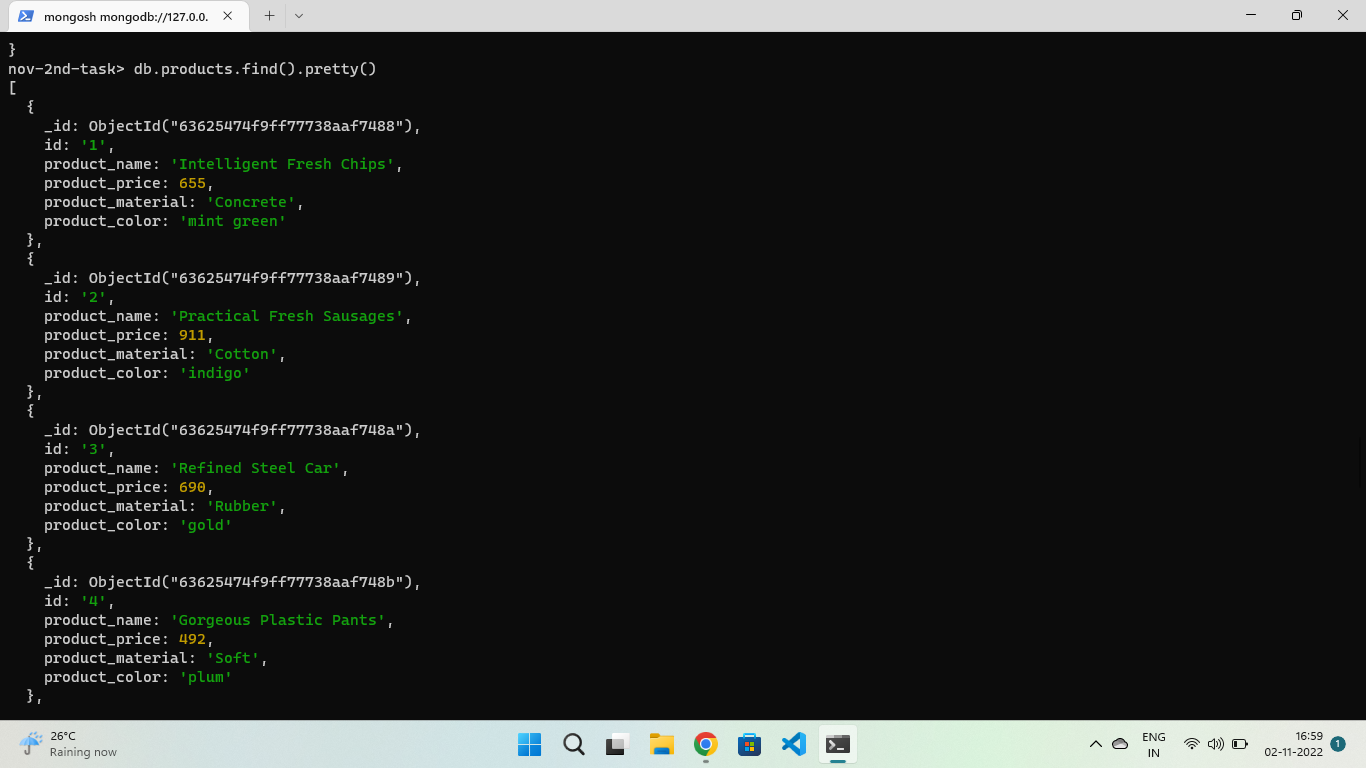 mongosh mongodb://127.0.0.
}
nov-2nd-task> db.products.find().pretty()
[
  {
    _id: ObjectId("63625474f9ff77738aaf7488"),
    id: '1',
    product_name: 'Intelligent Fresh Chips',
    product_price: 655,
    product_material: 'Concrete',
    product_color: 'mint green'
  },
  {
    _id: ObjectId("63625474f9ff77738aaf7489"),
    id: '2',
    product_name: 'Practical Fresh Sausages',
    product_price: 911,
    product_material: 'Cotton',
    product_color: 'indigo'
  },
  {
    _id: ObjectId("63625474f9ff77738aaf748a"),
    id: '3',
    product_name: 'Refined Steel Car',
    product_price: 690,
    product_material: 'Rubber',
    product_color: 'gold'
  },
  {
    _id: ObjectId("63625474f9ff77738aaf748b"),
    id: '4',
    product_name: 'Gorgeous Plastic Pants',
    product_price: 492,
    product_material: 'Soft',
    product_color: 'plum'
  },
26°C
Raining now
ENG
IN
16:59
02-11-2022
1